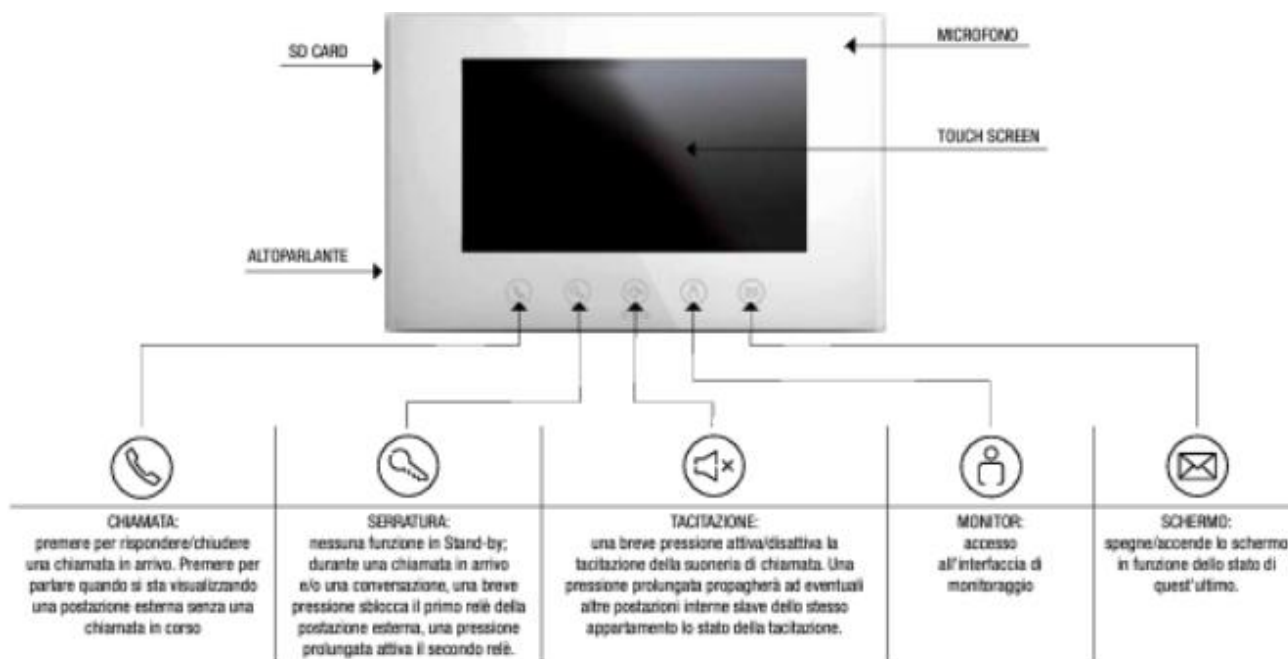 SD CARD
MICROFONO
TOUCH SCREEN
ALTOPARLANTE
CHIAMATA:
premere per rispondere/chiudere
una chiamata in arrivo. Premere per
parlare quando si sta visualizzando
una postazione esterna senza una
chiamata in corso
SERRATURA:
nessuna funzione in Stand-by;
durante una chiamata in arrivo
e/o una conversazione, una breve
pressione sblocca il primo relè della
postazione esterna, una pressione
prolungata attiva il secondo relè.
TACITAZIONE:
una breve pressione attiva/disattiva la
tacitazione della suoneria di chiamata. Una
pressione prolungata propagherà ad eventuali
altre postazioni interne slave dello stesso
appartamento lo stato della tacitazione.
MONITOR:
accesso
all'interfaccia di
monitoraggio
SCHERMO:
spegne/accende lo schermo
in funzione dello stato di
quest'ultimo.